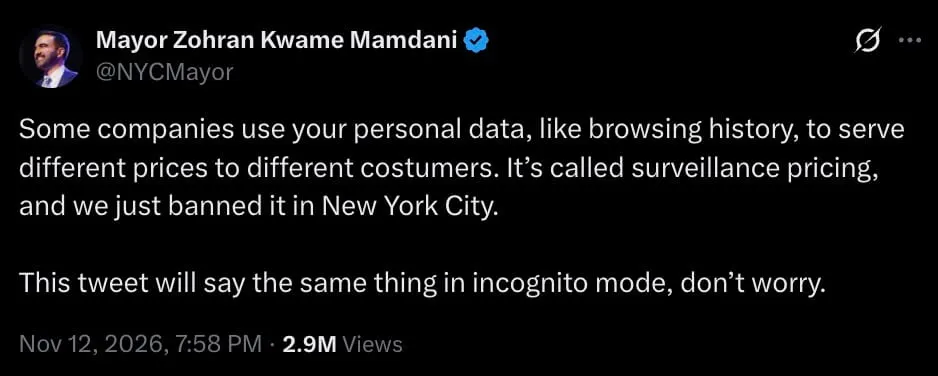 Mayor Zohran Kwame Mamdani
@NYCMayor
Some companies use your personal data, like browsing history, to serve
different prices to different costumers. It’s called surveillance pricing,
and we just banned it in New York City.
This tweet will say the same thing in incognito mode, don’t worry.
Nov 12, 2026, 7:58 PM · 2.9M Views